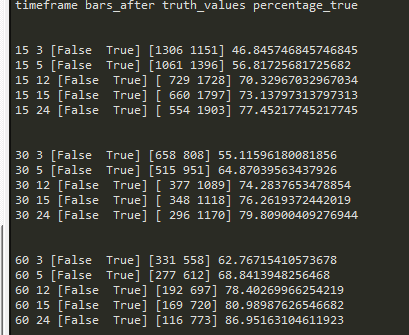 timeframe bars_after truth_values percentage_true
15 3 [False  True] [1306 1151] 46.845746845746845
15 5 [False  True] [1061 1396] 56.81725681725682
15 12 [False  True] [ 729 1728] 70.32967032967034
15 15 [False  True] [ 660 1797] 73.13797313797313
15 24 [False  True] [ 554 1903] 77.45217745217745
30 3 [False  True] [658 808] 55.11596180081856
30 5 [False  True] [515 951] 64.87039563437926
30 12 [False  True] [ 377 1089] 74.2837653478854
30 15 [False  True] [ 348 1118] 76.2619372442019
30 24 [False  True] [ 296 1170] 79.80900409276944
60 3 [False  True] [331 558] 62.76715410573678
60 5 [False  True] [277 612] 68.8413948256468
60 12 [False  True] [192 697] 78.40269966254219
60 15 [False  True] [169 720] 80.98987626546682
60 24 [False  True] [116 773] 86.95163104611923